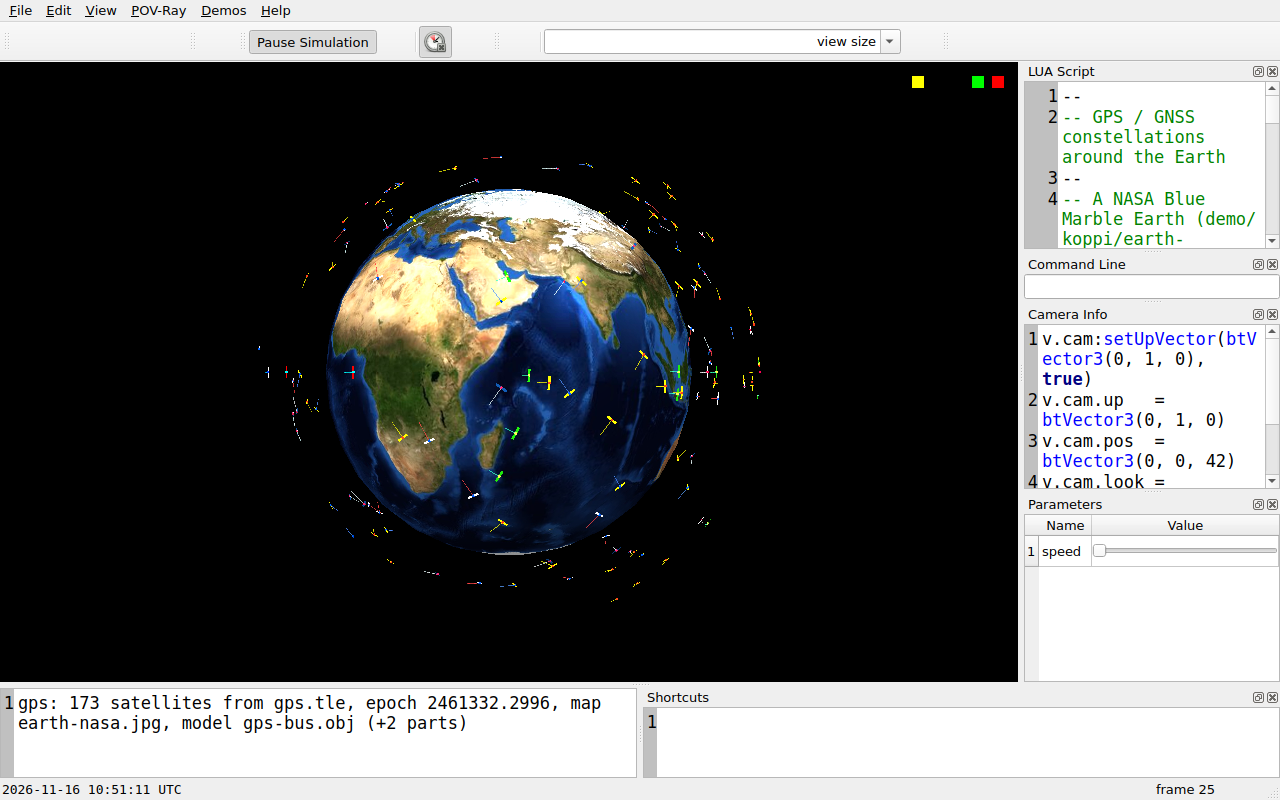 File Edit View POV-Ray Demos Help
Pause Simulation
view size
LUA Script
1 --
2 -- GPS / GNSS
constellations
around the Earth
3 --
4 -- A NASA Blue
Marble Earth (demo/
koppi/earth-
Command Line
Camera Info
1 v.cam:setUpVector(btV
ector3(0, 1, 0),
true)
2 v.cam.up   =
btVector3(0, 1, 0)
3 v.cam.pos  =
btVector3(0, 0, 42)
4 v.cam.look =
Parameters
Name Value
1 speed
1 gps: 173 satellites from gps.tle, epoch 2461332.2996, map
earth-nasa.jpg, model gps-bus.obj (+2 parts)
Shortcuts
1
2026-11-16 10:51:11 UTC
frame 25